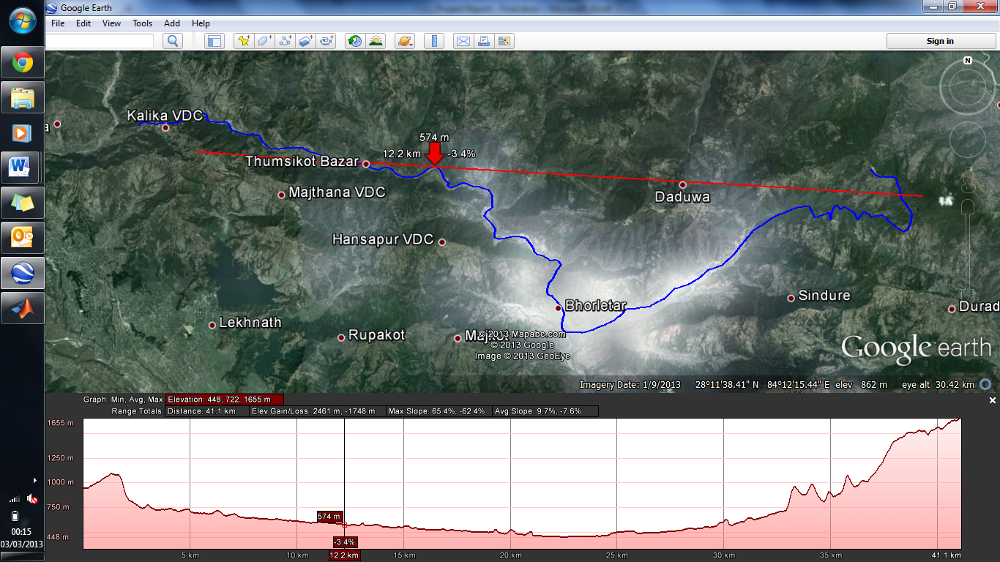 Google Earth
File Edit View Tools Add Help
Sign in
N
Kalika VDC
a
574 m
12.2 km -3.4%
Thumsikot Bazar
Majthana VDC
Daduwa
Hansapur VDC
Sindure
Bhorletar
Durad
Lekhnath
Rupakot
Majkot
© 2013 Mapabc.com
© 2013 Google
Image © 2013 GeoEye
Google earth
Imagery Date: 1/9/2013 28°11'38.41" N 84°12'15.44" E elev 862 m eye alt 30.42 km
Graph: Min, Avg, Max Elevation: 448, 722, 1655 m
Range Totals: Distance: 41.1 km Elev Gain/Loss: 2461 m, -1748 m Max Slope: 65.4%, -62.4% Avg Slope: 9.7%, -7.6%
1655 m
1250 m
1000 m
750 m
448 m
574 m
-3.4%
5 km 10 km 12.2 km 15 km 20 km 25 km 30 km 35 km 41.1 km
00:15
03/03/2013